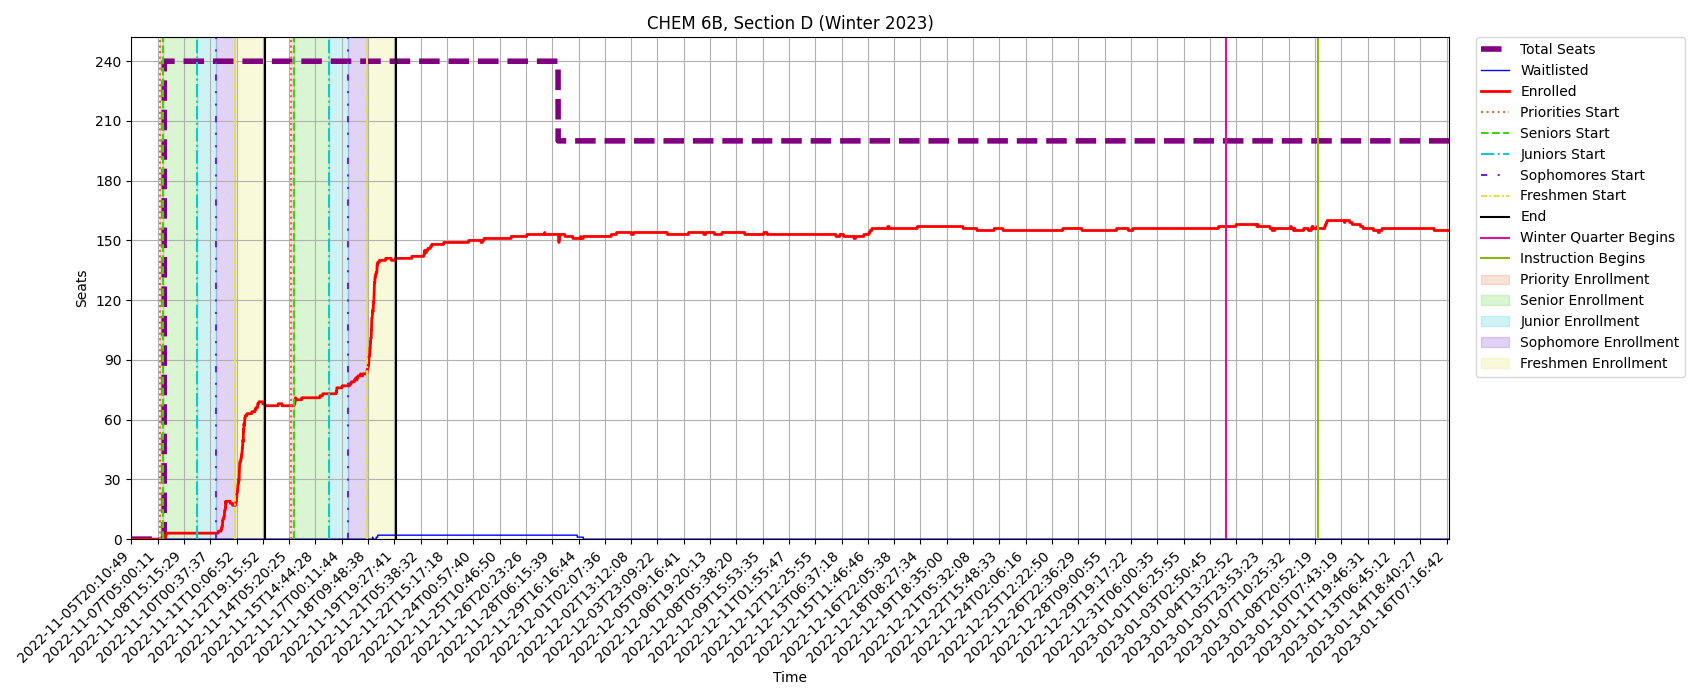 CHEM 6B, Section D (Winter 2023)
Seats
240
210
180
150
120
90
60
30
0
2022-11-05T20:10:49
2022-11-07T05:00:11
2022-11-08T15:15:29
2022-11-10T00:37:37
2022-11-11T10:06:52
2022-11-12T19:15:52
2022-11-14T05:20:25
2022-11-15T14:44:28
2022-11-17T00:11:44
2022-11-18T09:48:38
2022-11-19T19:27:41
2022-11-21T05:38:32
2022-11-22T15:17:18
2022-11-24T00:57:40
2022-11-25T10:46:50
2022-11-26T20:23:26
2022-11-28T06:15:39
2022-11-29T16:16:44
2022-12-01T02:07:36
2022-12-02T13:12:08
2022-12-03T23:09:22
2022-12-05T09:16:41
2022-12-06T19:20:13
2022-12-08T05:38:20
2022-12-09T15:53:35
2022-12-11T01:55:47
2022-12-12T12:25:55
2022-12-13T06:37:18
2022-12-15T11:46:46
2022-12-16T22:05:38
2022-12-18T08:27:34
2022-12-19T18:35:00
2022-12-21T05:32:08
2022-12-22T15:48:33
2022-12-24T02:06:16
2022-12-25T12:22:50
2022-12-26T22:36:29
2022-12-28T09:00:55
2022-12-29T19:17:22
2022-12-31T06:00:35
2023-01-01T16:25:55
2023-01-03T02:50:45
2023-01-04T13:22:52
2023-01-05T23:53:23
2023-01-07T10:25:32
2023-01-08T20:52:19
2023-01-10T07:43:19
2023-01-11T19:46:31
2023-01-13T06:45:12
2023-01-14T18:40:27
2023-01-16T07:16:42
Time
Total Seats
Waitlisted
Enrolled
Priorities Start
Seniors Start
Juniors Start
Sophomores Start
Freshmen Start
End
Winter Quarter Begins
Instruction Begins
Priority Enrollment
Senior Enrollment
Junior Enrollment
Sophomore Enrollment
Freshmen Enrollment